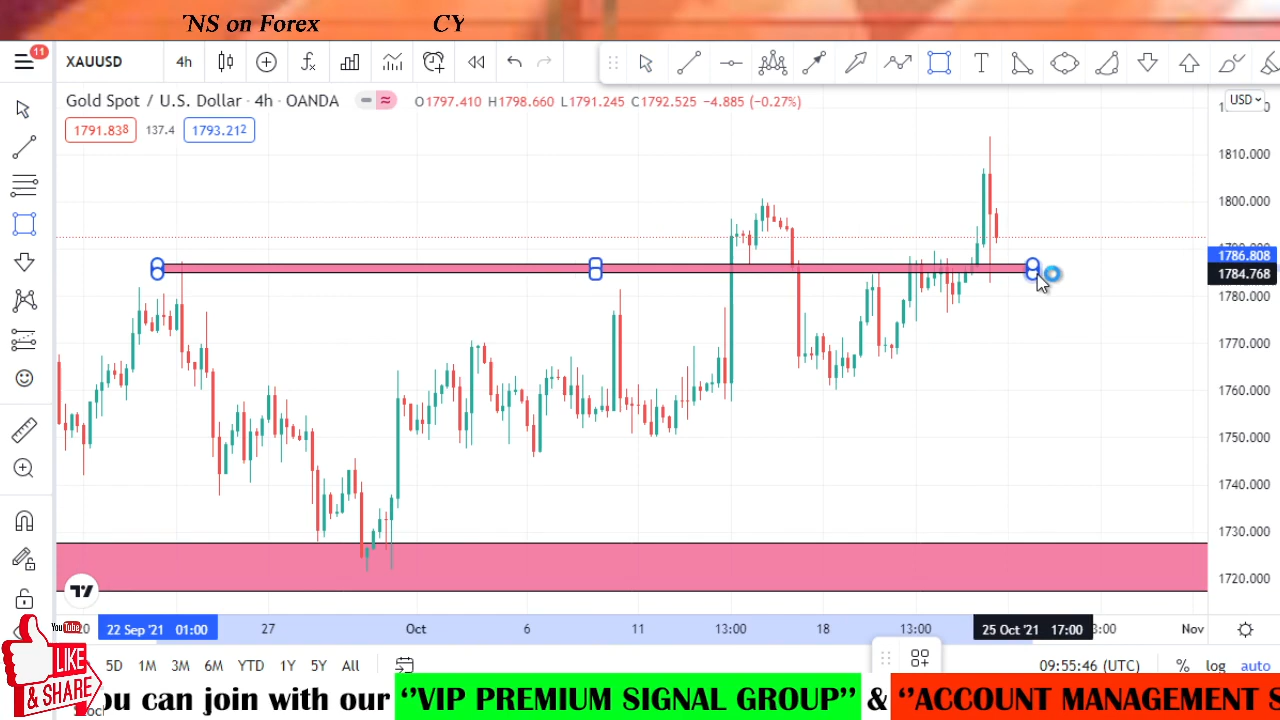 'NS on Forex CY
11
XAUUSD 4h
Gold Spot / U.S. Dollar · 4h · OANDA O1797.410 H1798.660 L1791.245 C1792.525 −4.885 (−0.27%)
USD
1791.838 137.4 1793.212
1810.000
1800.000
1786.808
1784.768
1780.000
1770.000
1760.000
1750.000
1740.000
1730.000
1720.000
22 Sep '21 01:00 27 Oct 6 11 13:00 18 13:00 25 Oct '21 17:00 3:00 Nov
5D 1M 3M 6M YTD 1Y 5Y All 09:55:46 (UTC) % log auto
You Tube
LIKE
& SHARE
ou can join with our ‘’VIP PREMIUM SIGNAL GROUP’’ & ‘’ACCOUNT MANAGEMENT S